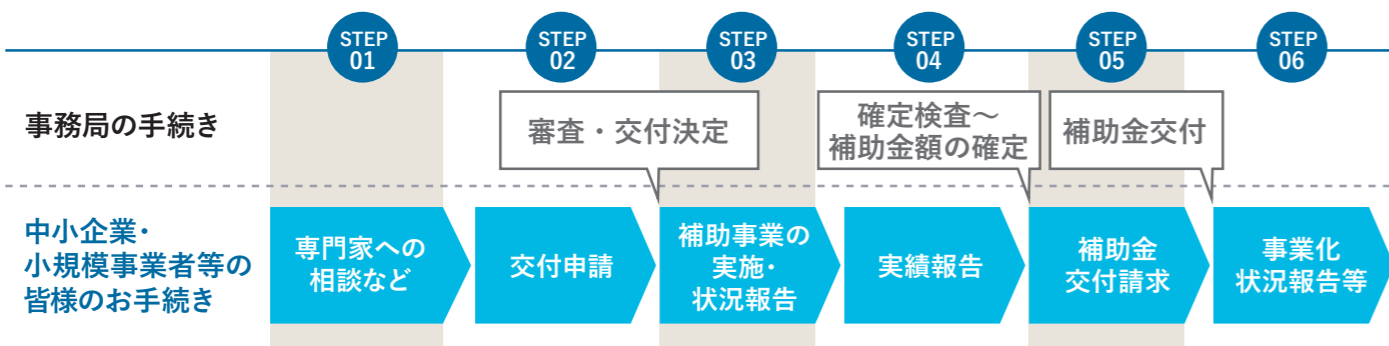 STEP
01
STEP
02
STEP
03
STEP
04
STEP
05
STEP
06
事務局の手続き
審査・交付決定
確定検査〜
補助金額の確定
補助金交付
中小企業・
小規模事業者等の
皆様のお手続き
専門家への
相談など
交付申請
補助事業の
実施・
状況報告
実績報告
補助金
交付請求
事業化
状況報告等